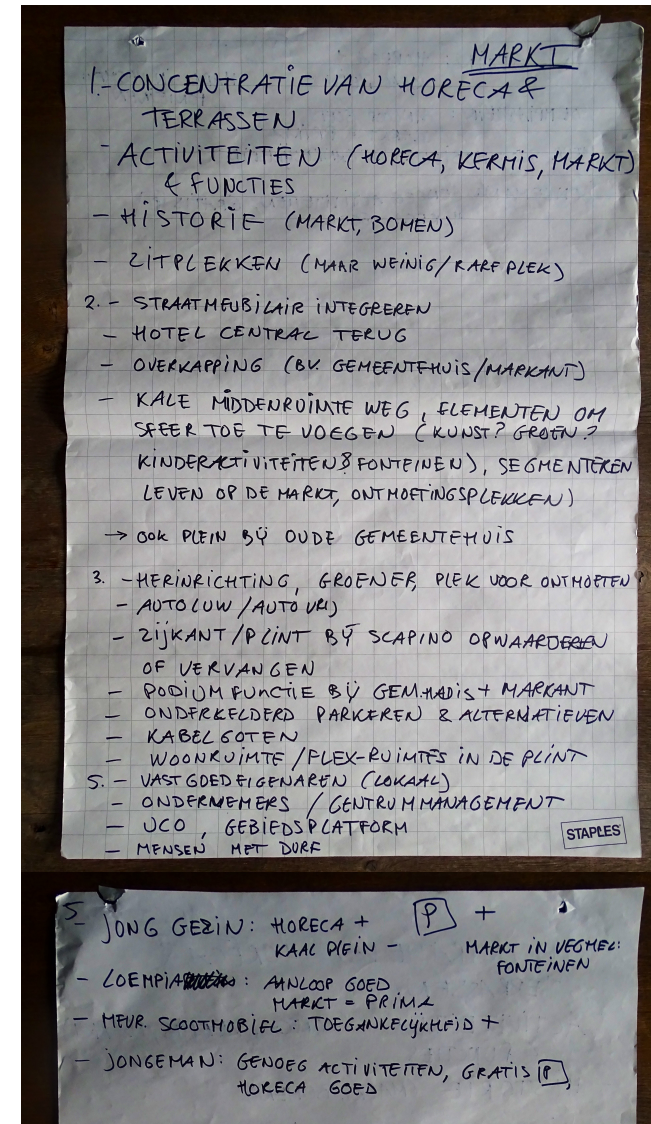 MARKT
1.- CONCENTRATIE VAN HORECA &
TERRASSEN.
- ACTIVITEITEN (HORECA, KERMIS, MARKT)
& FUNCTIES
- HISTORIE (MARKT, BOMEN)
- ZITPLEKKEN (MAAR WEINIG/RARE PLEK)
2. - STRAATMEUBILAIR INTEGREREN
- HOTEL CENTRAL TERUG
- OVERKAPPING (BV. GEMEENTEHUIS/MARKANT)
- KALE MIDDENRUIMTE WEG, ELEMENTEN OM
SFEER TOE TE VOEGEN (KUNST? GROEN?
KINDERACTIVITEITEN & FONTEINEN), SEGMENTEREN
LEVEN OP DE MARKT, ONTMOETINGSPLEKKEN)
→ OOK PLEIN BIJ OUDE GEMEENTEHUIS
3. - HERINRICHTING, GROENER, PLEK VOOR ONTMOETEN
- AUTOLUW/AUTOVRIJ
- ZIJKANT/PLINT BIJ SCAPINO OPWAARDEREN
OF VERVANGEN
- PODIUMFUNCTIE BIJ GEM.HADIS + MARKANT
- ONDERKELDERD PARKEREN & ALTERNATIEVEN
- KABELGOTEN
- WOONRUIMTE/FLEX-RUIMTES IN DE PLINT
5. - VASTGOEDEIGENAREN (LOKAAL)
- ONDERNEMERS / CENTRUMMANAGEMENT
- UCO, GEBIEDSPLATFORM
- MENSEN MET DURF
STAPLES
5.- JONG GEZIN: HORECA + P +
KAAL PLEIN - MARKT IN VEGHEL:
FONTEINEN
- LOEMPIA: AANLOOP GOED
MARKT = PRIMA
- MEVR. SCOOTMOBIEL: TOEGANKELIJKHEID +
- JONGEMAN: GENOEG ACTIVITEITEN, GRATIS P,
HORECA GOED